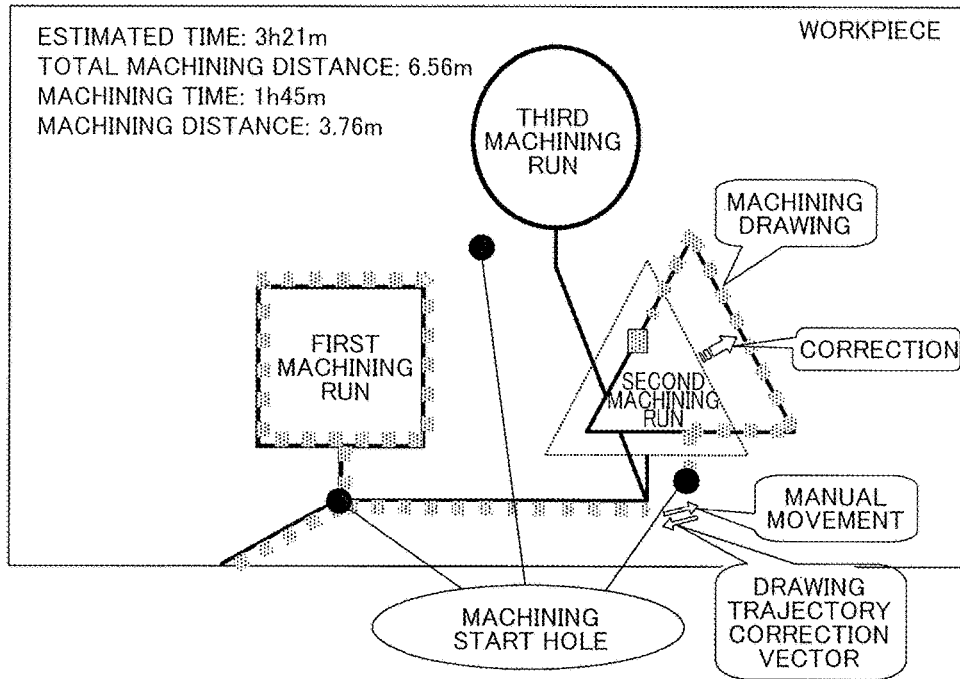 ESTIMATED TIME: 3h21m
TOTAL MACHINING DISTANCE: 6.56m
MACHINING TIME: 1h45m
MACHINING DISTANCE: 3.76m
WORKPIECE
THIRD
MACHINING
RUN
MACHINING
DRAWING
FIRST
MACHINING
RUN
CORRECTION
SECOND
MACHINING
RUN
MANUAL
MOVEMENT
MACHINING
START HOLE
DRAWING
TRAJECTORY
CORRECTION
VECTOR